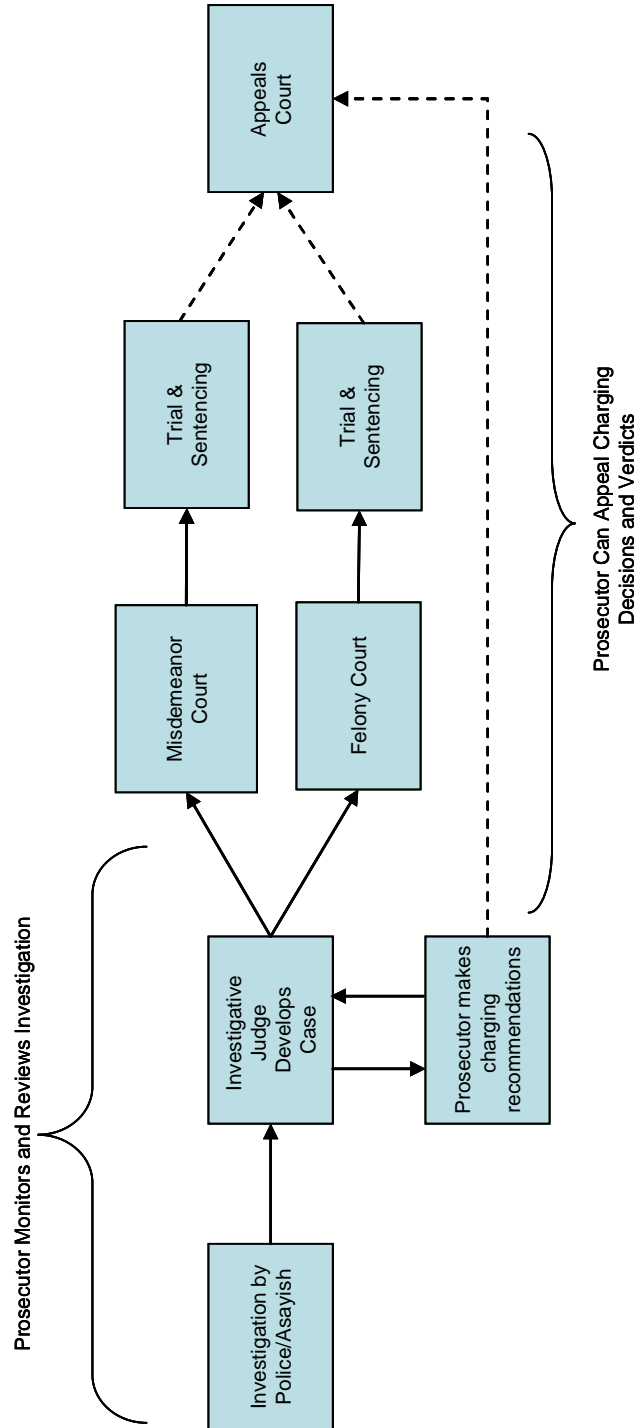 Prosecutor Monitors and Reviews Investigation
Investigation by
Police/Asayish
Investigative
Judge
Develops
Case
Prosecutor makes
charging
recommendations
Misdemeanor
Court
Felony Court
Trial &
Sentencing
Trial &
Sentencing
Appeals
Court
Prosecutor Can Appeal Charging
Decisions and Verdicts